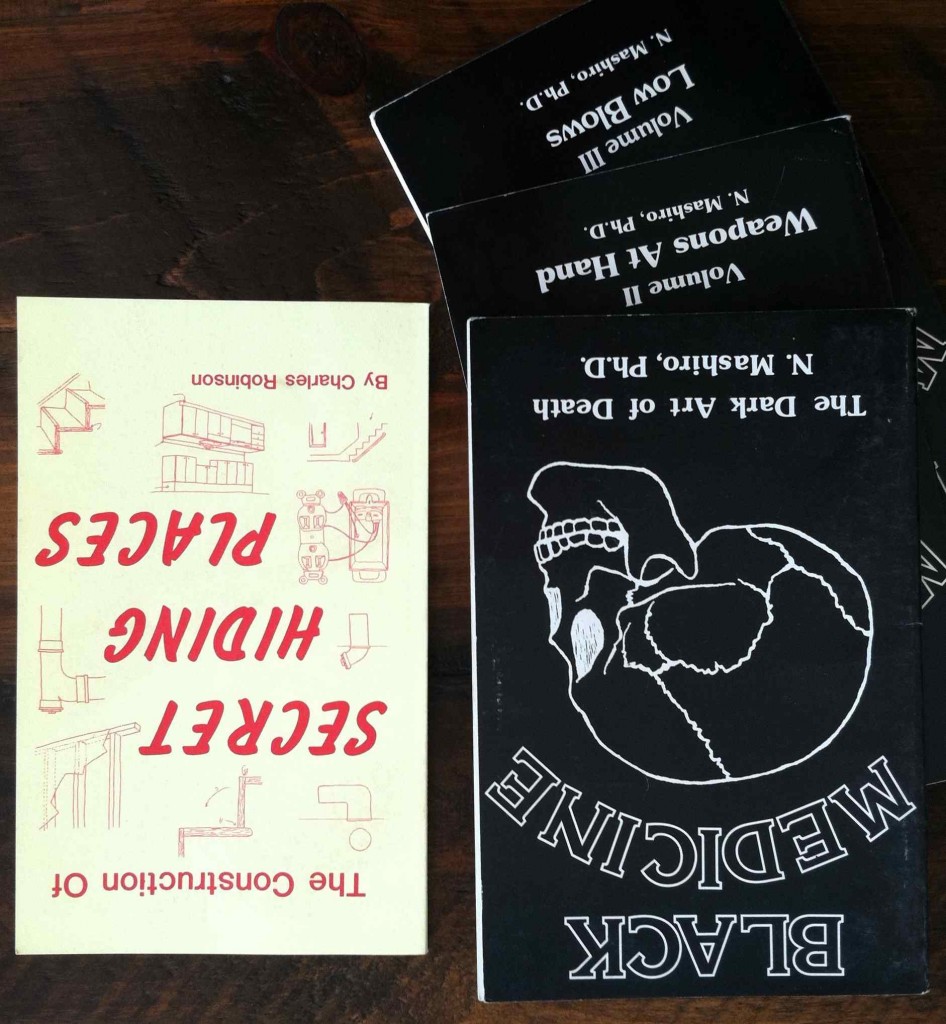 The Construction Of
SECRET
HIDING
PLACES
By Charles Robinson
BLACK
MEDICINE
The Dark Art of Death
N. Mashiro, Ph.D.
Volume II
Weapons At Hand
N. Mashiro, Ph.D.
Volume III
Low Blows
N. Mashiro, Ph.D.